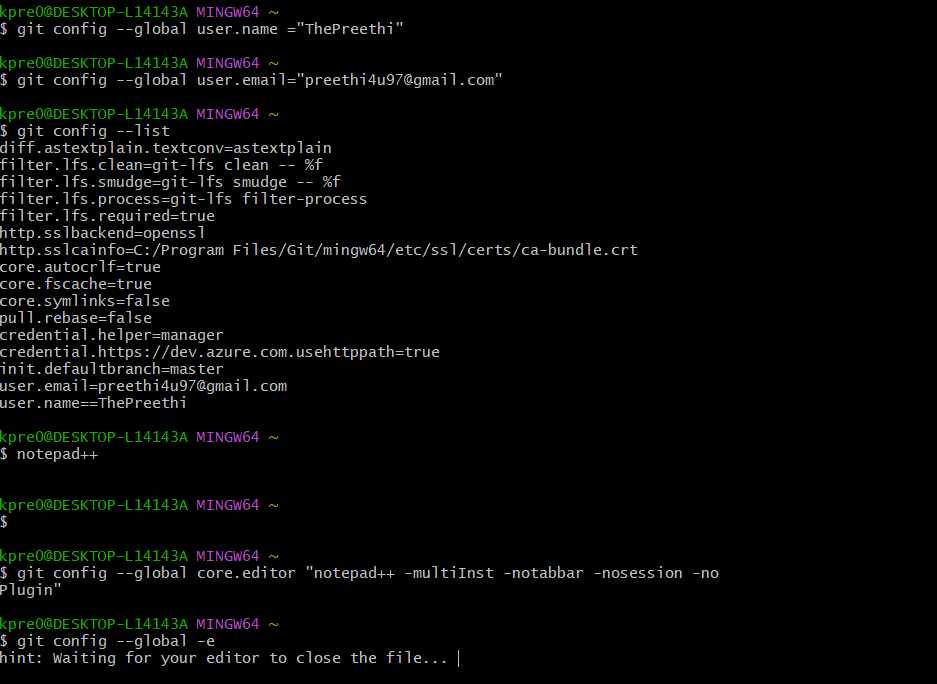 kpre0@DESKTOP-L14143A MINGW64 ~
$ git config --global user.name ="ThePreethi"
kpre0@DESKTOP-L14143A MINGW64 ~
$ git config --global user.email="preethi4u97@gmail.com"
kpre0@DESKTOP-L14143A MINGW64 ~
$ git config --list
diff.astextplain.textconv=astextplain
filter.lfs.clean=git-lfs clean -- %f
filter.lfs.smudge=git-lfs smudge -- %f
filter.lfs.process=git-lfs filter-process
filter.lfs.required=true
http.sslbackend=openssl
http.sslcainfo=C:/Program Files/Git/mingw64/etc/ssl/certs/ca-bundle.crt
core.autocrlf=true
core.fscache=true
core.symlinks=false
pull.rebase=false
credential.helper=manager
credential.https://dev.azure.com.usehttppath=true
init.defaultbranch=master
user.email=preethi4u97@gmail.com
user.name==ThePreethi
kpre0@DESKTOP-L14143A MINGW64 ~
$ notepad++
kpre0@DESKTOP-L14143A MINGW64 ~
$
kpre0@DESKTOP-L14143A MINGW64 ~
$ git config --global core.editor "notepad++ -multiInst -notabbar -nosession -no
Plugin"
kpre0@DESKTOP-L14143A MINGW64 ~
$ git config --global -e
hint: Waiting for your editor to close the file...